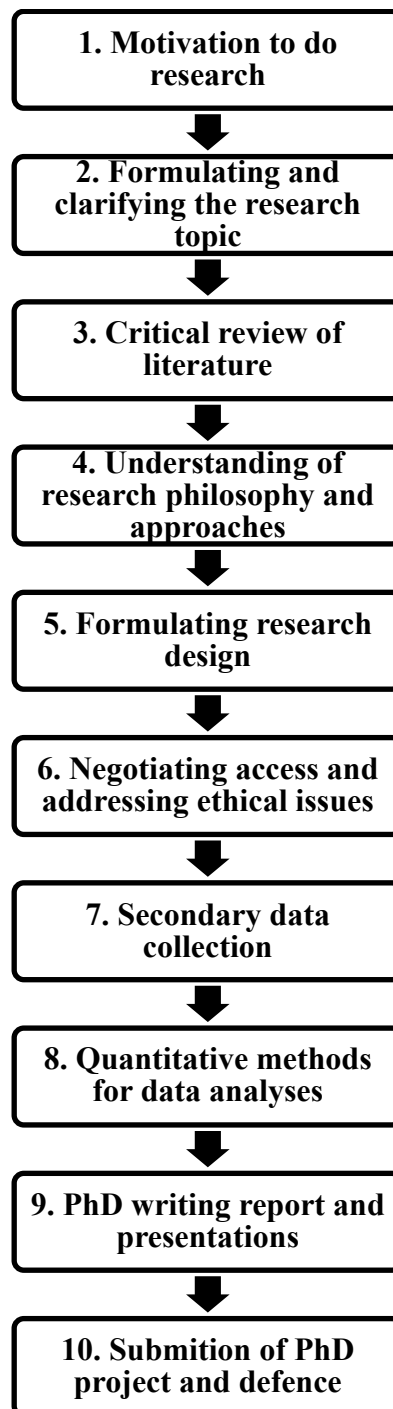 1. Motivation to do
research
2. Formulating and
clarifying the research
topic
3. Critical review of
literature
4. Understanding of
research philosophy and
approaches
5. Formulating research
design
6. Negotiating access and
addressing ethical issues
7. Secondary data
collection
8. Quantitative methods
for data analyses
9. PhD writing report and
presentations
10. Submition of PhD
project and defence